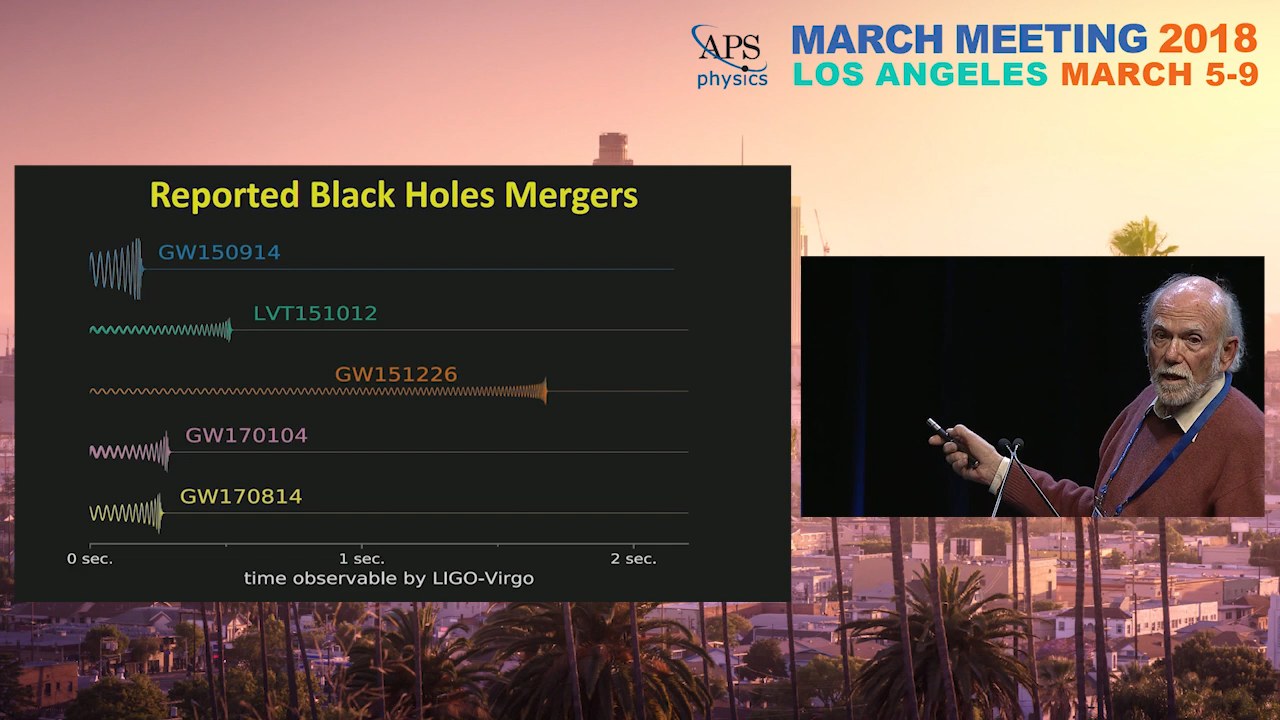 APS
physics
MARCH MEETING 2018
LOS ANGELES MARCH 5-9
Reported Black Holes Mergers
GW150914
LVT151012
GW151226
GW170104
GW170814
0 sec.
1 sec.
2 sec.
time observable by LIGO-Virgo